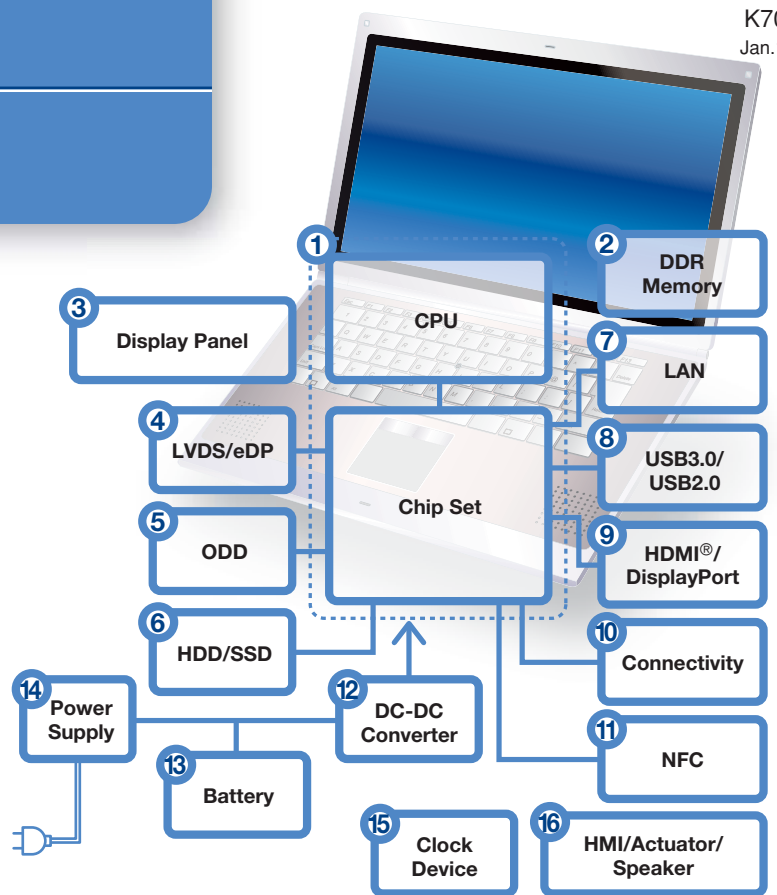 K70
Jan.
1
CPU
2
DDR
Memory
3
Display Panel
7
LAN
4
LVDS/eDP
8
USB3.0/
USB2.0
Chip Set
5
ODD
9
HDMI®/
DisplayPort
6
HDD/SSD
10
Connectivity
14
Power
Supply
12
DC-DC
Converter
11
NFC
13
Battery
15
Clock
Device
16
HMI/Actuator/
Speaker